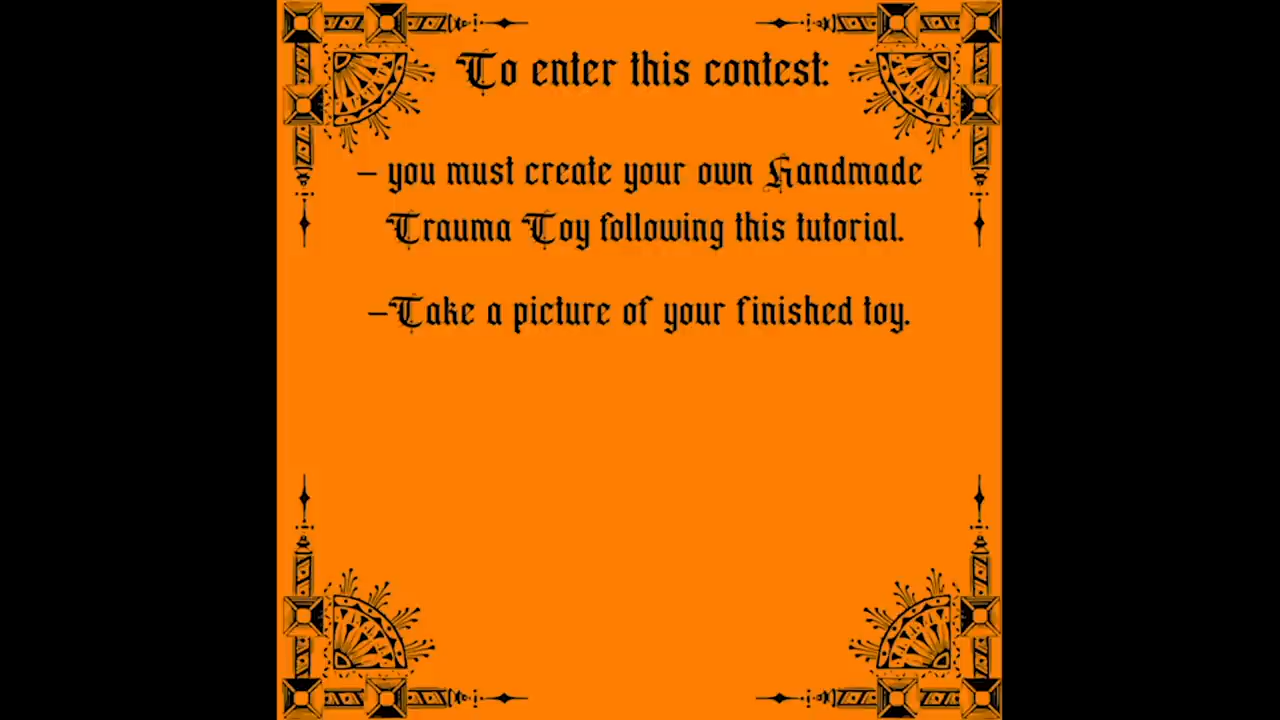 To enter this contest:
- you must create your own Handmade
Trauma Toy following this tutorial.
-Take a picture of your finished toy.